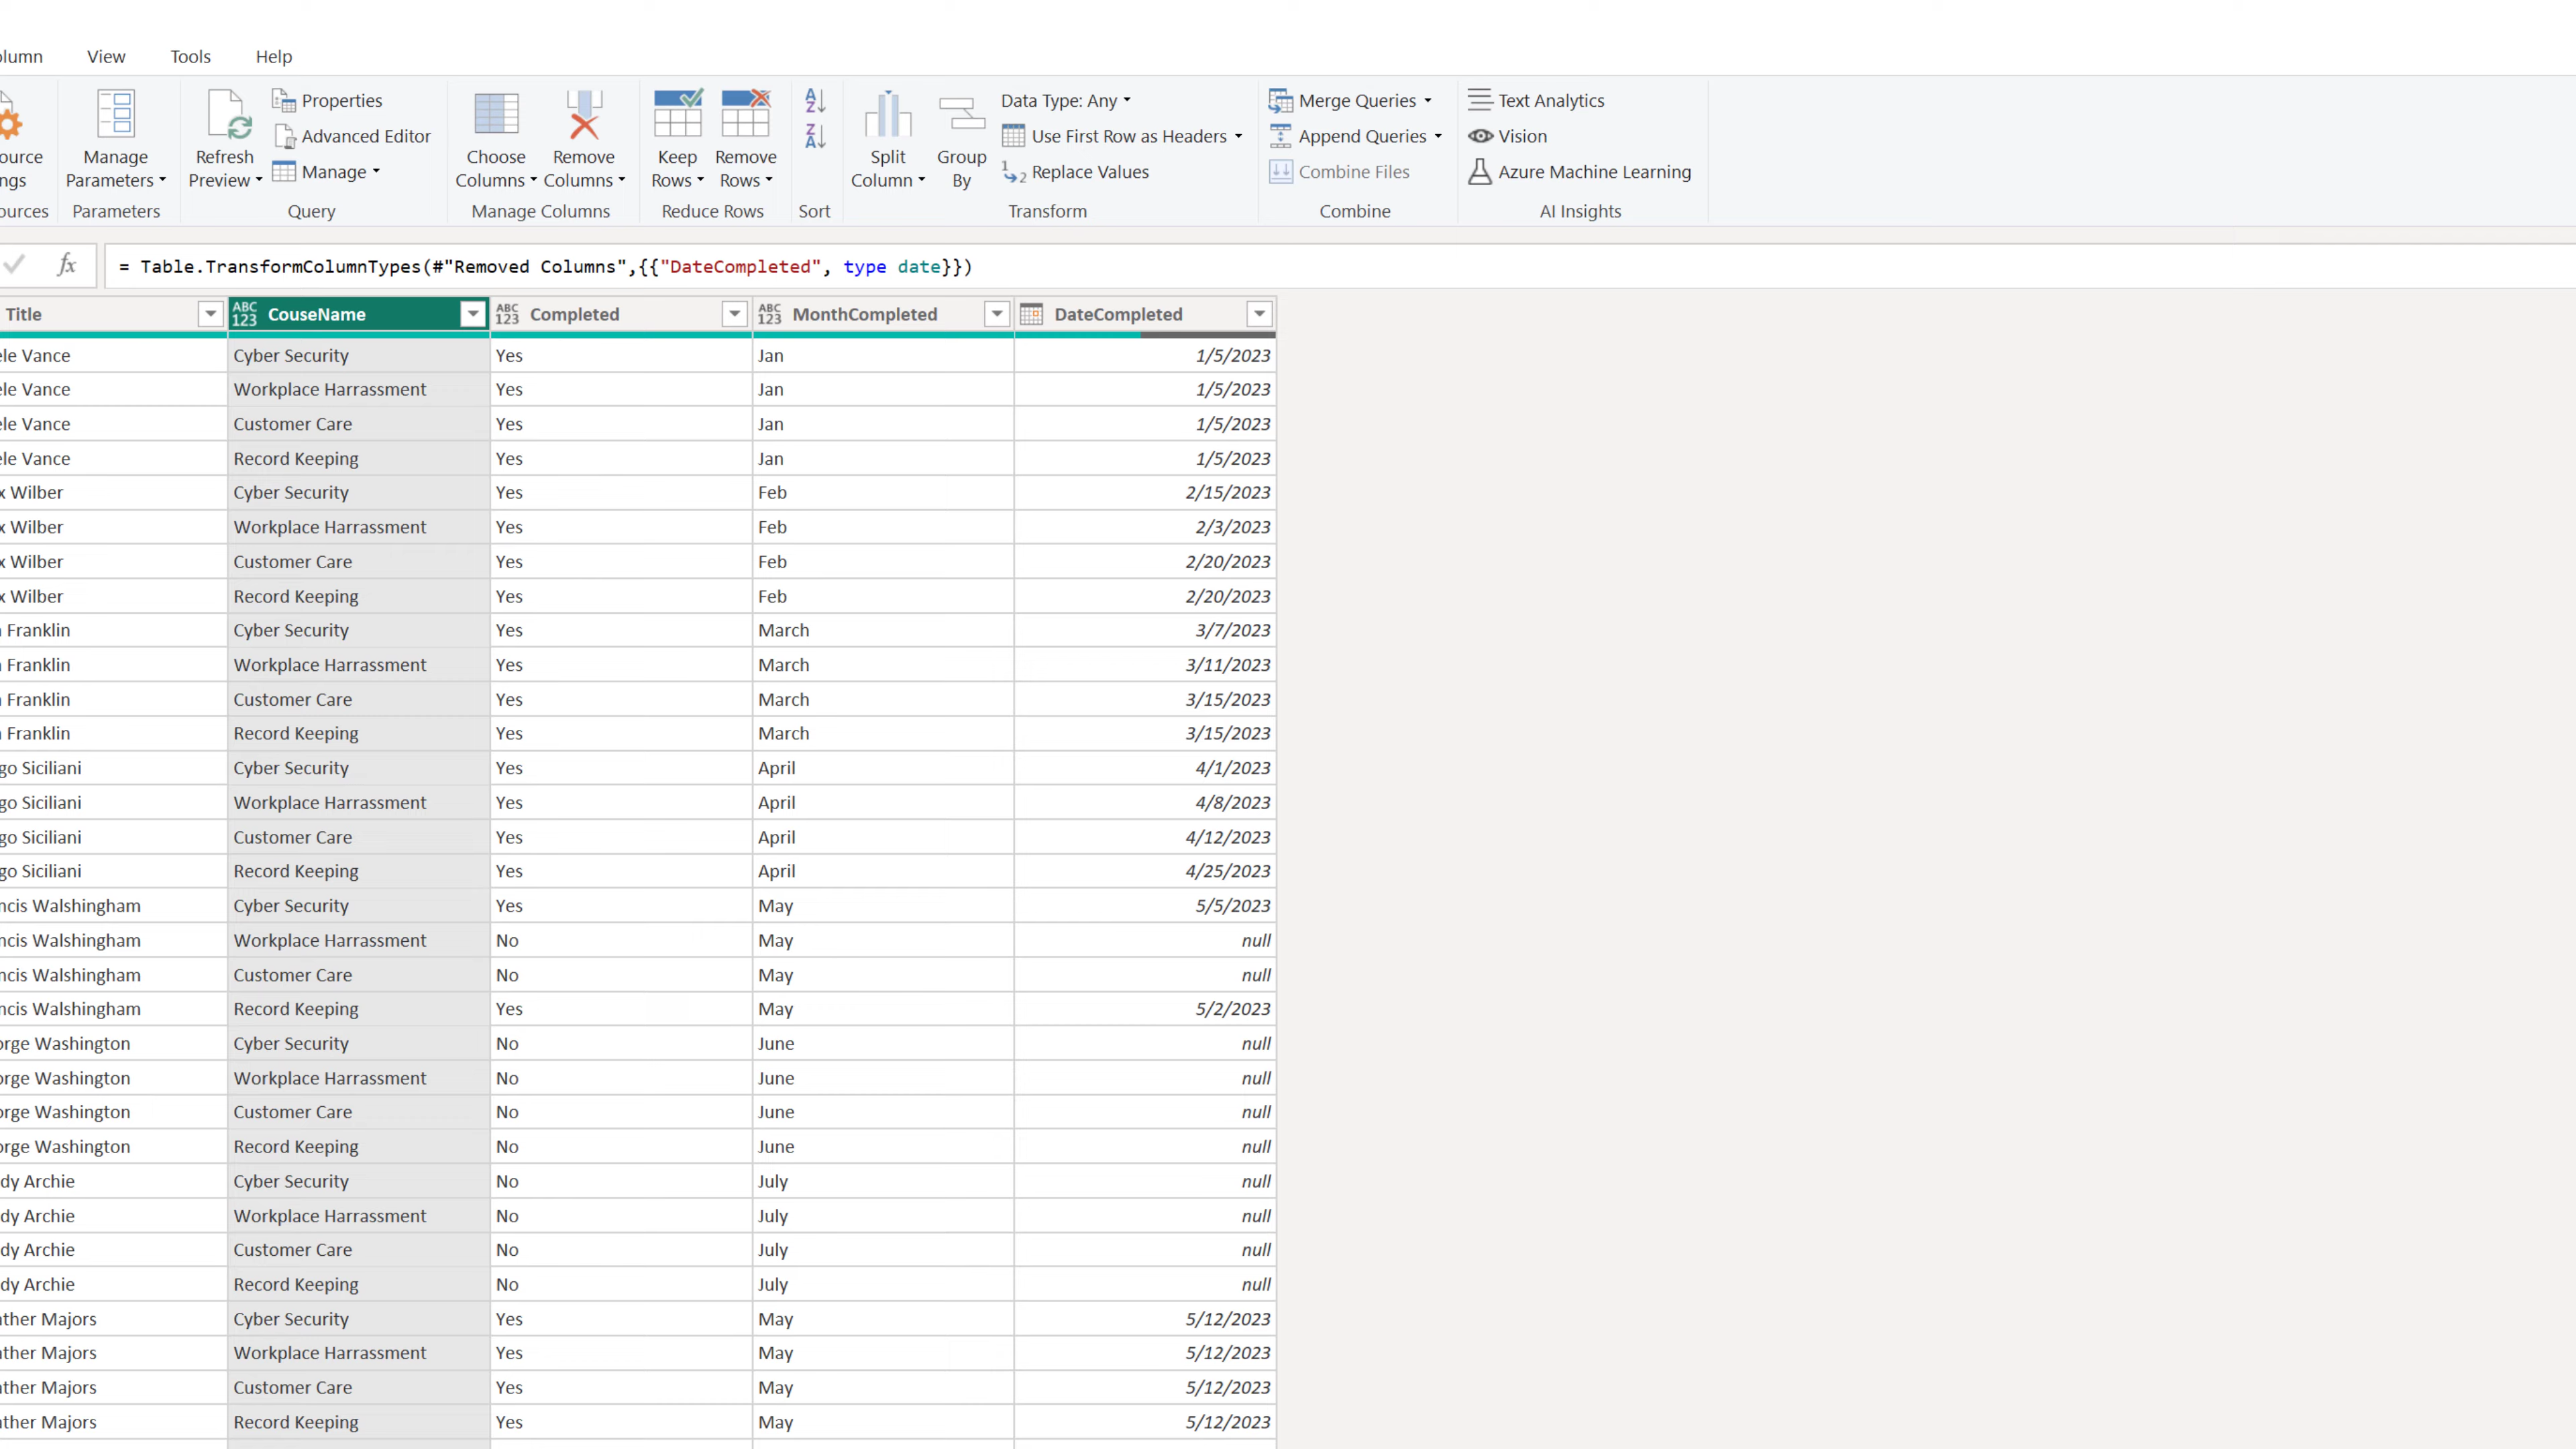 olumn View Tools Help
Properties Data Type: Any Merge Queries Text Analytics
Advanced Editor Use First Row as Headers Append Queries Vision
ource Manage Refresh Choose Remove Keep Remove Split Group
ngs Parameters Preview Manage Columns Columns Rows Rows Column By Replace Values Combine Files Azure Machine Learning
ources Parameters Query Manage Columns Reduce Rows Sort Transform Combine AI Insights
fx = Table.TransformColumnTypes(#"Removed Columns",{{"DateCompleted", type date}})
Title ABC 123 CouseName ABC 123 Completed ABC 123 MonthCompleted DateCompleted
ele Vance Cyber Security Yes Jan 1/5/2023
ele Vance Workplace Harrassment Yes Jan 1/5/2023
ele Vance Customer Care Yes Jan 1/5/2023
ele Vance Record Keeping Yes Jan 1/5/2023
x Wilber Cyber Security Yes Feb 2/15/2023
x Wilber Workplace Harrassment Yes Feb 2/3/2023
x Wilber Customer Care Yes Feb 2/20/2023
x Wilber Record Keeping Yes Feb 2/20/2023
Franklin Cyber Security Yes March 3/7/2023
Franklin Workplace Harrassment Yes March 3/11/2023
Franklin Customer Care Yes March 3/15/2023
Franklin Record Keeping Yes March 3/15/2023
go Siciliani Cyber Security Yes April 4/1/2023
go Siciliani Workplace Harrassment Yes April 4/8/2023
go Siciliani Customer Care Yes April 4/12/2023
go Siciliani Record Keeping Yes April 4/25/2023
ncis Walshingham Cyber Security Yes May 5/5/2023
ncis Walshingham Workplace Harrassment No May null
ncis Walshingham Customer Care No May null
ncis Walshingham Record Keeping Yes May 5/2/2023
orge Washington Cyber Security No June null
orge Washington Workplace Harrassment No June null
orge Washington Customer Care No June null
orge Washington Record Keeping No June null
dy Archie Cyber Security No July null
dy Archie Workplace Harrassment No July null
dy Archie Customer Care No July null
dy Archie Record Keeping No July null
ather Majors Cyber Security Yes May 5/12/2023
ather Majors Workplace Harrassment Yes May 5/12/2023
ather Majors Customer Care Yes May 5/12/2023
ather Majors Record Keeping Yes May 5/12/2023